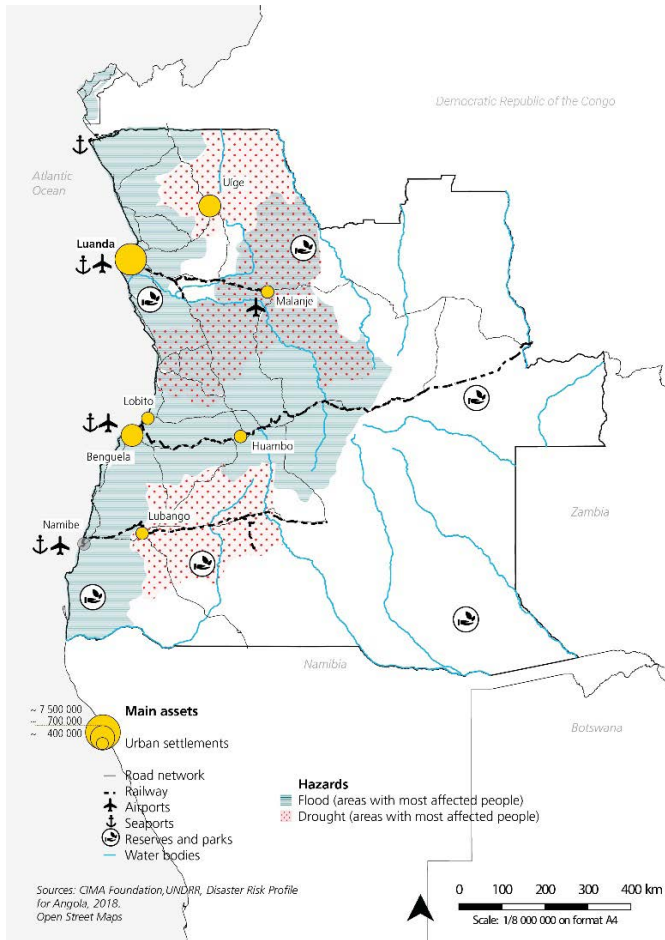 Democratic Republic of the Congo
Atlantic
Ocean
Uíge
Luanda
Malanje
Lobito
Benguela
Huambo
Lubango
Namibe
Zambia
Namibia
Botswana
~ 7 500 000
~ 700 000
~ 400 000
Main assets
Urban settlements
Road network
Railway
Airports
Seaports
Reserves and parks
Water bodies
Hazards
Flood (areas with most affected people)
Drought (areas with most affected people)
Sources: CIMA Foundation,UNDRR, Disaster Risk Profile
for Angola, 2018.
Open Street Maps
0 100 200 300 400 km
Scale: 1/8 000 000 on format A4